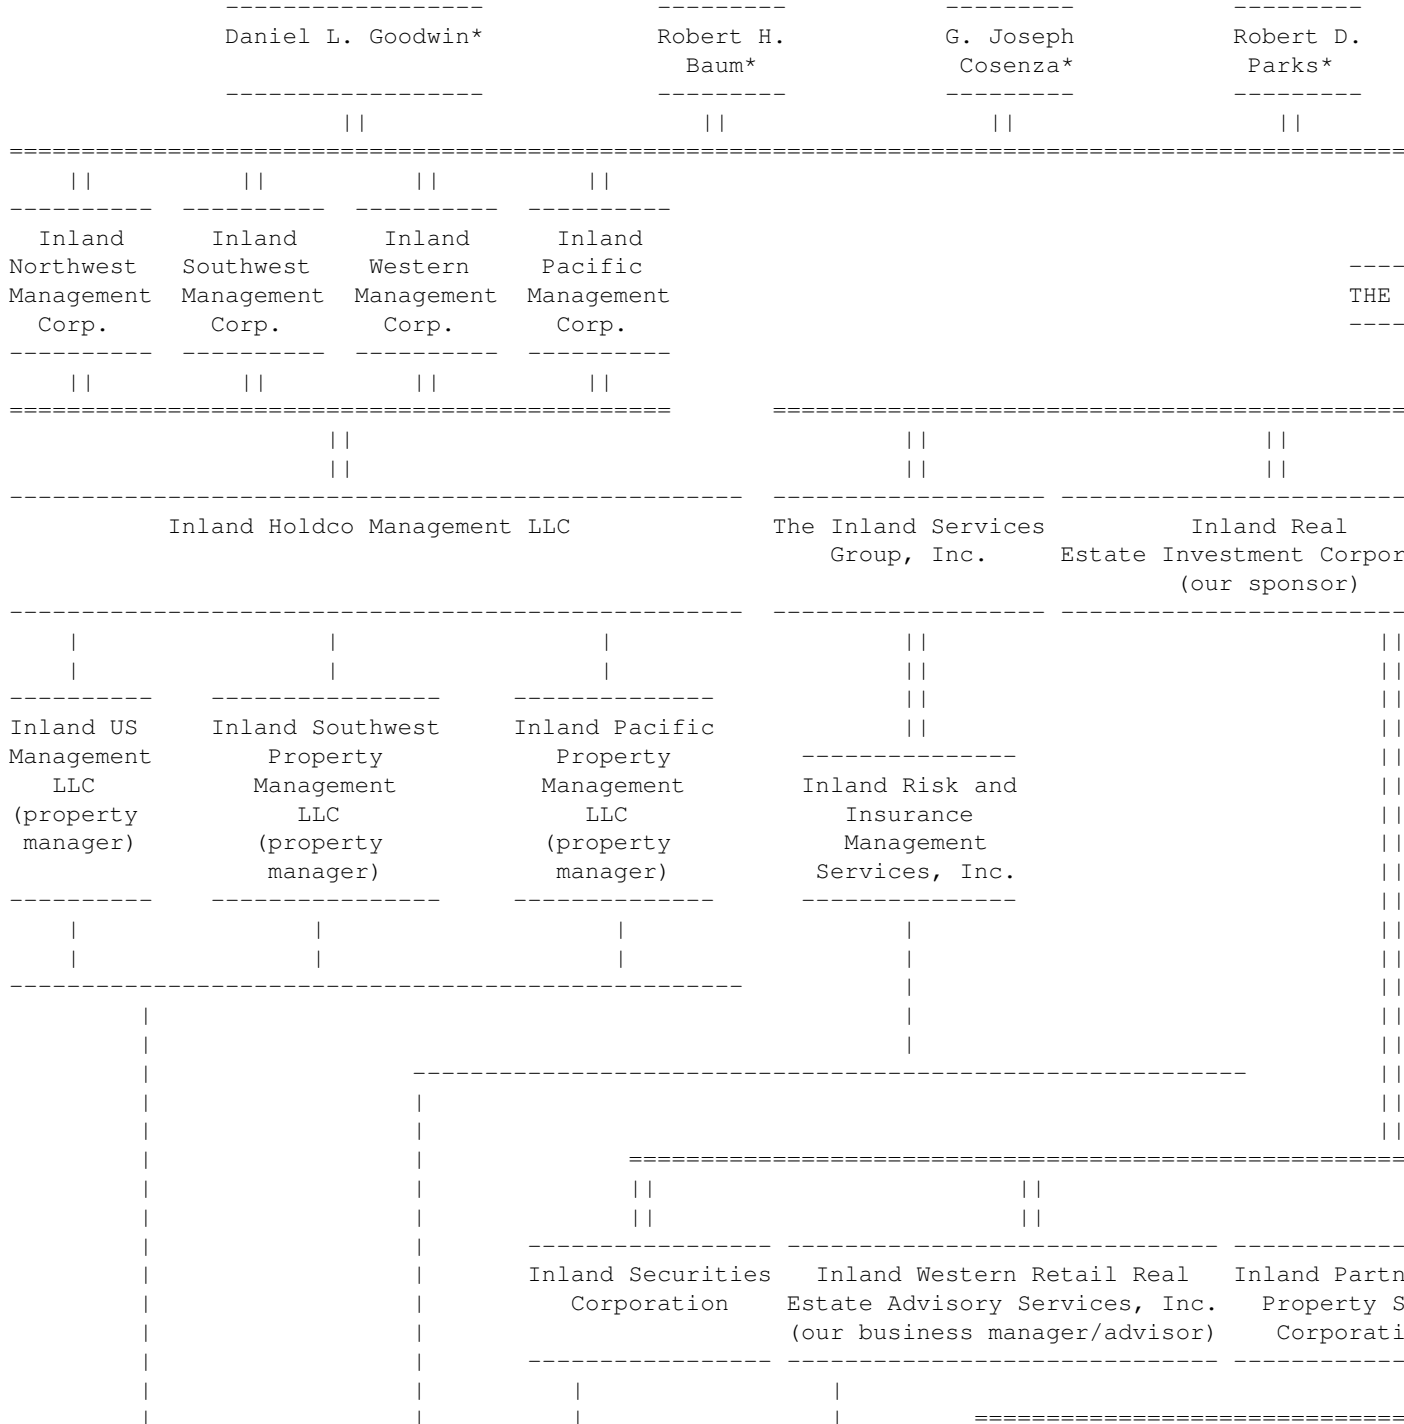 Daniel L. Goodwin* Robert H. G. Joseph Robert D.
Baum* Cosenza* Parks*
Inland Inland Inland Inland
Northwest Southwest Western Pacific
Management Management Management Management THE
Corp. Corp. Corp. Corp.
Inland Holdco Management LLC The Inland Services Inland Real
Group, Inc. Estate Investment Corpor
(our sponsor)
Inland US Inland Southwest Inland Pacific
Management Property Property
LLC Management Management Inland Risk and
(property LLC LLC Insurance
manager) (property (property Management
manager) manager) Services, Inc.
Inland Securities Inland Western Retail Real Inland Partn
Corporation Estate Advisory Services, Inc. Property S
(our business manager/advisor) Corporati